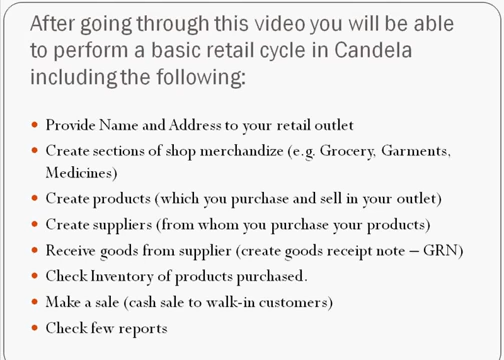 After going through this video you will be able
to perform a basic retail cycle in Candela
including the following:
• Provide Name and Address to your retail outlet
• Create sections of shop merchandize (e.g. Grocery, Garments,
Medicines)
• Create products (which you purchase and sell in your outlet)
• Create suppliers (from whom you purchase your products)
• Receive goods from supplier (create goods receipt note – GRN)
• Check Inventory of products purchased.
• Make a sale (cash sale to walk-in customers)
• Check few reports